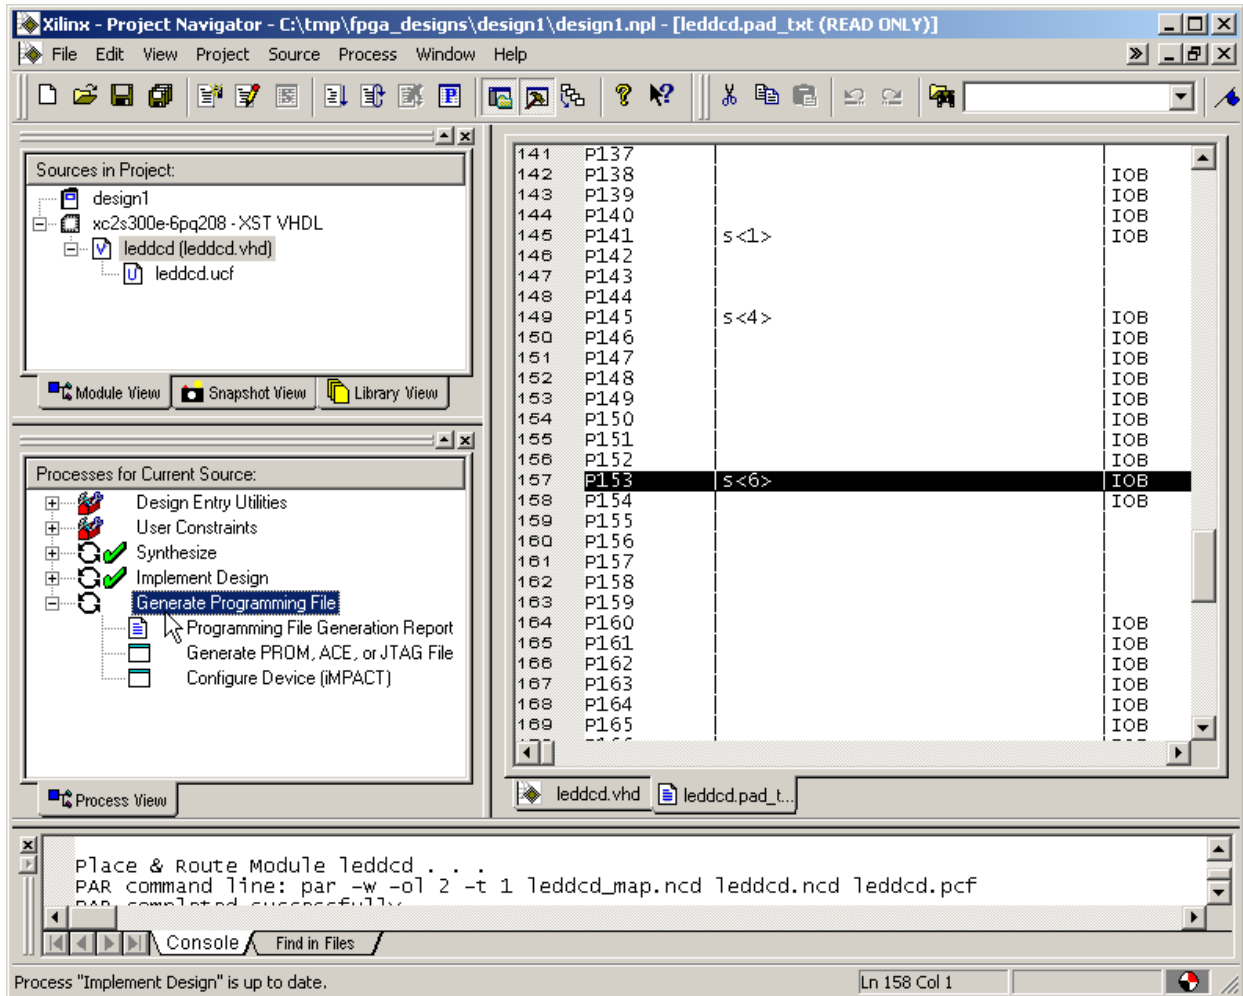 Xilinx - Project Navigator - C:\tmp\fpga_designs\design1\design1.npl - [leddcd.pad_txt (READ ONLY)]
File Edit View Project Source Process Window Help
Sources in Project:
design1
xc2s300e-6pq208 - XST VHDL
leddcd (leddcd.vhd)
leddcd.ucf
Module View Snapshot View Library View
Processes for Current Source:
Design Entry Utilities
User Constraints
Synthesize
Implement Design
Generate Programming File
Programming File Generation Report
Generate PROM, ACE, or JTAG File
Configure Device (iMPACT)
Process View
141 P137 | |
142 P138 | | IOB
143 P139 | | IOB
144 P140 | | IOB
145 P141 | s<1> | IOB
146 P142 | |
147 P143 | |
148 P144 | |
149 P145 | s<4> | IOB
150 P146 | | IOB
151 P147 | | IOB
152 P148 | | IOB
153 P149 | | IOB
154 P150 | | IOB
155 P151 | | IOB
156 P152 | | IOB
157 P153 | s<6> | IOB
158 P154 | | IOB
159 P155 | |
160 P156 | |
161 P157 | |
162 P158 | |
163 P159 | |
164 P160 | | IOB
165 P161 | | IOB
166 P162 | | IOB
167 P163 | | IOB
168 P164 | | IOB
169 P165 | | IOB
leddcd.vhd leddcd.pad_t...
Place & Route Module leddcd . . .
PAR command line: par -w -ol 2 -t 1 leddcd_map.ncd leddcd.ncd leddcd.pcf
PAR completed successfully
Console Find in Files
Process "Implement Design" is up to date. Ln 158 Col 1